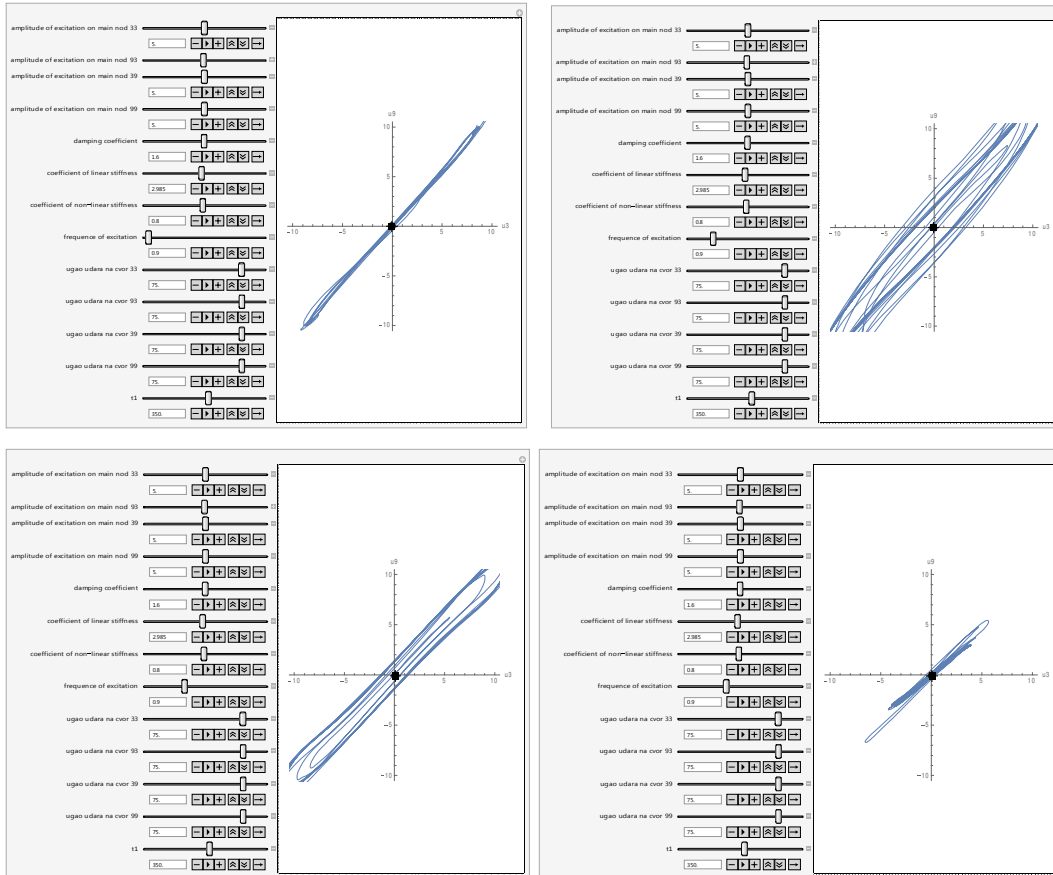 amplitude of excitation on main nod 33
5.
amplitude of excitation on main nod 93
amplitude of excitation on main nod 39
5.
amplitude of excitation on main nod 99
5.
damping coefficient
1.6
coefficient of linear stiffness
2.985
coefficient of non-linear stiffness
0.8
frequence of excitation
0.9
ugao udara na cvor 33
75.
ugao udara na cvor 93
75.
ugao udara na cvor 39
75.
ugao udara na cvor 99
75.
t1
350.
u9
10
5
-10
-5
5
10
u3
-5
-10
amplitude of excitation on main nod 33
5.
amplitude of excitation on main nod 93
amplitude of excitation on main nod 39
5.
amplitude of excitation on main nod 99
5.
damping coefficient
1.6
coefficient of linear stiffness
2.985
coefficient of non-linear stiffness
0.8
frequence of excitation
0.9
ugao udara na cvor 33
75.
ugao udara na cvor 93
75.
ugao udara na cvor 39
75.
ugao udara na cvor 99
75.
t1
350.
u9
10
5
-10
-5
5
10
u3
-5
-10
amplitude of excitation on main nod 33
5.
amplitude of excitation on main nod 93
amplitude of excitation on main nod 39
5.
amplitude of excitation on main nod 99
5.
damping coefficient
1.6
coefficient of linear stiffness
2.985
coefficient of non-linear stiffness
0.8
frequence of excitation
0.9
ugao udara na cvor 33
75.
ugao udara na cvor 93
75.
ugao udara na cvor 39
75.
ugao udara na cvor 99
75.
t1
350.
u9
10
5
-10
-5
5
10
u3
-5
-10
amplitude of excitation on main nod 33
5.
amplitude of excitation on main nod 93
amplitude of excitation on main nod 39
5.
amplitude of excitation on main nod 99
5.
damping coefficient
1.6
coefficient of linear stiffness
2.985
coefficient of non-linear stiffness
0.8
frequence of excitation
0.9
ugao udara na cvor 33
75.
ugao udara na cvor 93
75.
ugao udara na cvor 39
75.
ugao udara na cvor 99
75.
t1
350.
u9
10
5
-10
-5
5
10
u3
-5
-10